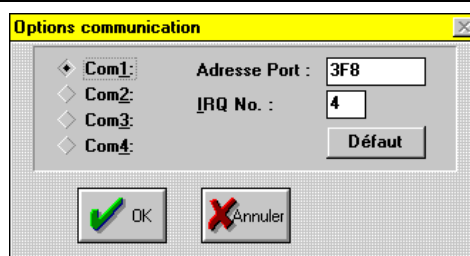 Options communication
Com1: Adresse Port : 3F8
Com2: IRQ No. : 4
Com3:
Com4: Défaut
OK Annuler